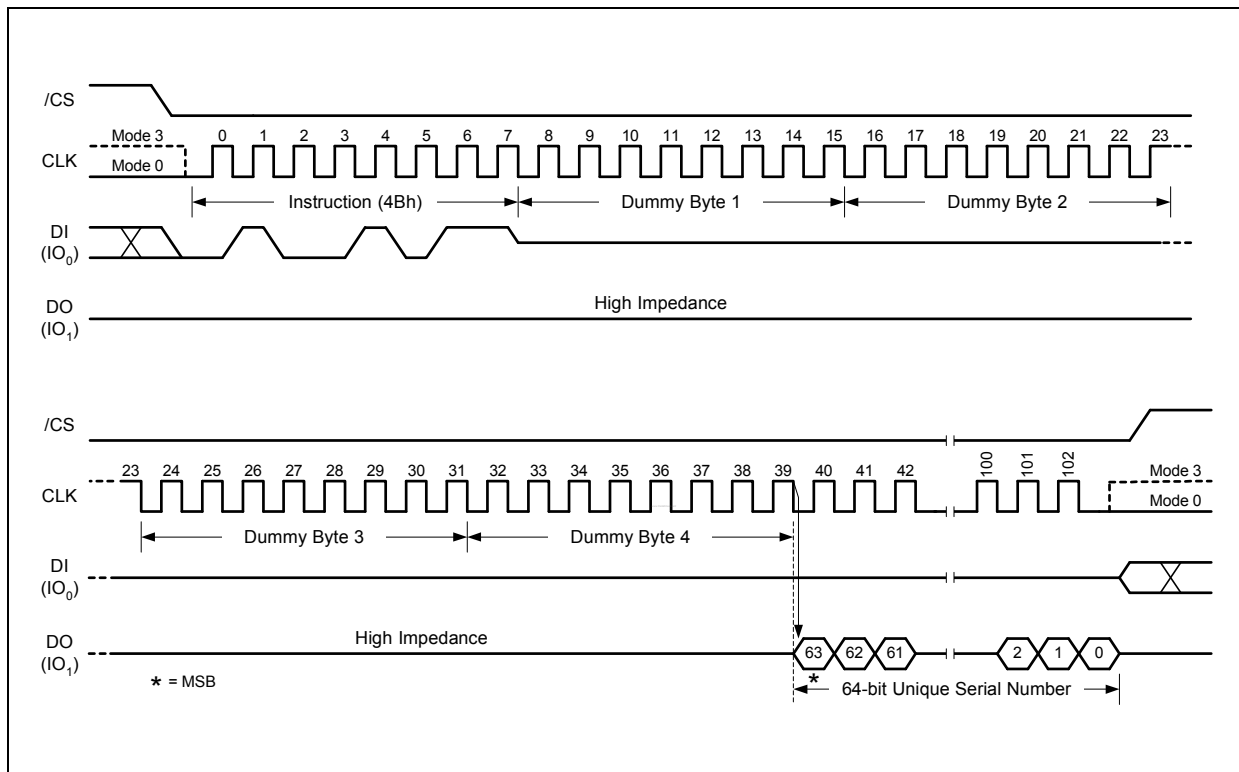 /CS
Mode 3 0 1 2 3 4 5 6 7 8 9 10 11 12 13 14 15 16 17 18 19 20 21 22 23
CLK
Mode 0
Instruction (4Bh) Dummy Byte 1 Dummy Byte 2
DI
(IO0)
High Impedance
DO
(IO1)
/CS
23 24 25 26 27 28 29 30 31 32 33 34 35 36 37 38 39 40 41 42 100 101 102 Mode 3
CLK
Mode 0
Dummy Byte 3 Dummy Byte 4
DI
(IO0)
High Impedance
DO
(IO1)
63 62 61 2 1 0
* = MSB
*
64-bit Unique Serial Number